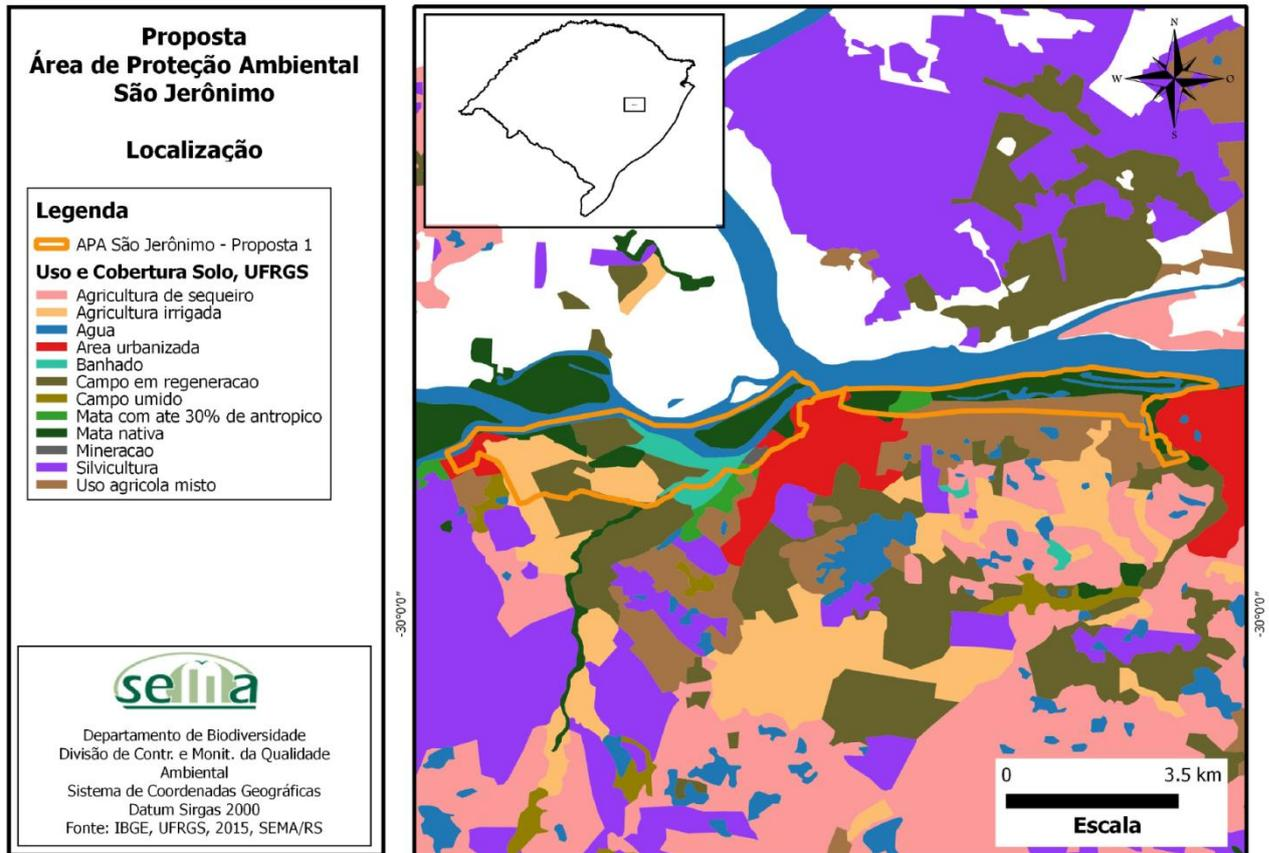 Proposta
Área de Proteção Ambiental
São Jerônimo
Localização
Legenda
APA São Jerônimo - Proposta 1
Uso e Cobertura Solo, UFRGS
Agricultura de sequeiro
Agricultura irrigada
Agua
Area urbanizada
Banhado
Campo em regeneracao
Campo umido
Mata com ate 30% de antropico
Mata nativa
Mineracao
Silvicultura
Uso agricola misto
sema
Departamento de Biodiversidade
Divisão de Contr. e Monit. da Qualidade
Ambiental
Sistema de Coordenadas Geográficas
Datum Sirgas 2000
Fonte: IBGE, UFRGS, 2015, SEMA/RS
N
W
O
S
-30°0'0"
-30°0'0"
0 3.5 km
Escala